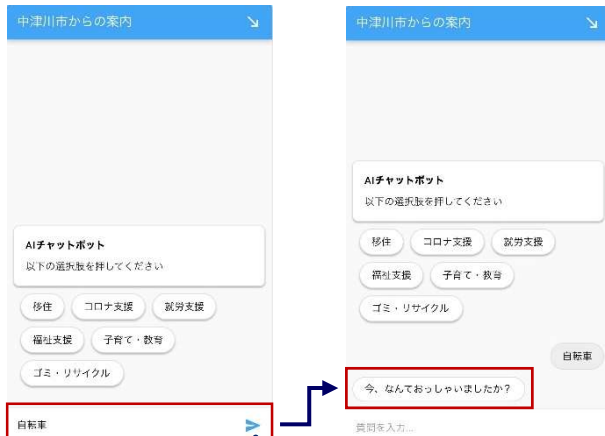 中津川市からの案内
AIチャットボット
以下の選択肢を押してください
移住 コロナ支援 就労支援
福祉支援 子育て・教育
ゴミ・リサイクル
自転車
中津川市からの案内
AIチャットボット
以下の選択肢を押してください
移住 コロナ支援 就労支援
福祉支援 子育て・教育
ゴミ・リサイクル
自転車
今、なんておっしゃいましたか？
質問を入力...